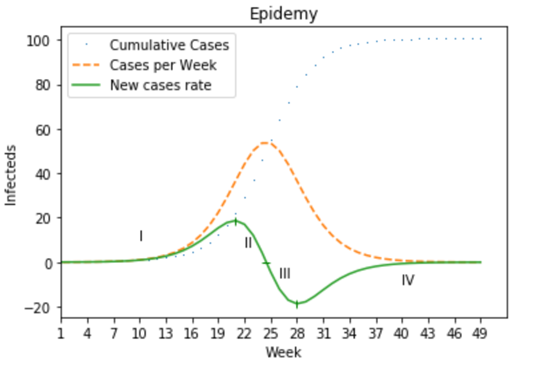 Epidemy
Cumulative Cases
Cases per Week
New cases rate
Infecteds
100
80
60
40
20
0
−20
I
II
III
IV
1 4 7 10 13 16 19 22 25 28 31 34 37 40 43 46 49
Week